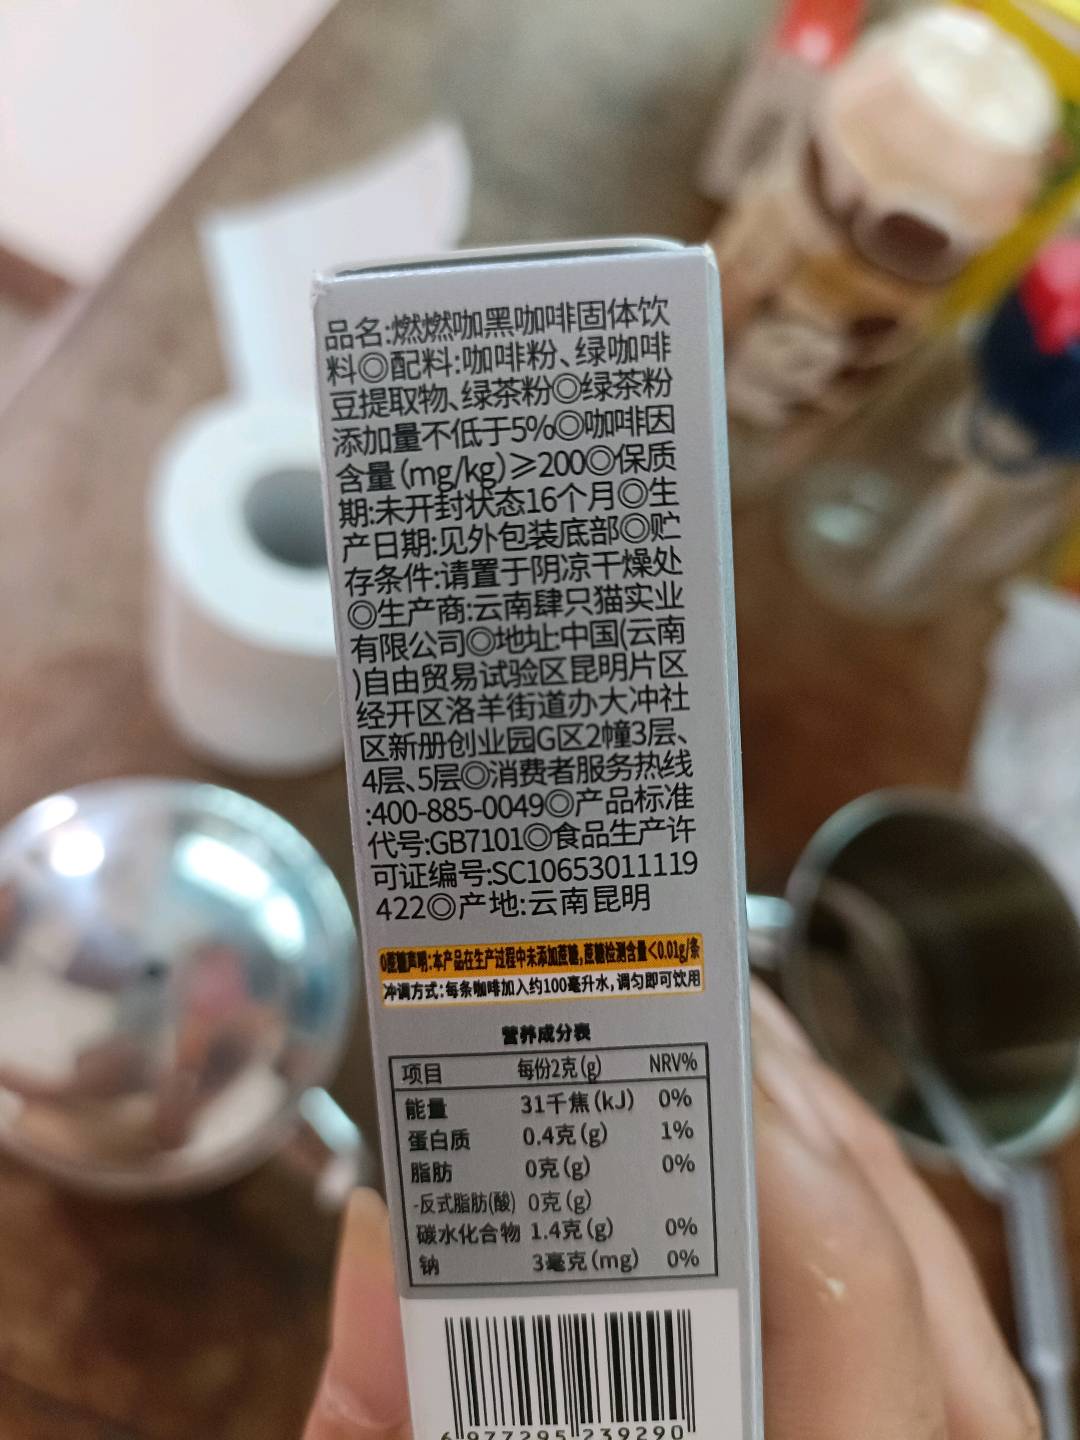 品名:燃燃咖黑咖啡固体饮
料◎配料:咖啡粉、绿咖啡
豆提取物、绿茶粉◎绿茶粉
添加量不低于5%◎咖啡因
含量(mg/kg)≥200◎保质
期:未开封状态16个月◎生
产日期:见外包装底部◎贮
存条件:请置于阴凉干燥处
◎生产商:云南肆只猫实业
有限公司◎地址:中国(云南
)自由贸易试验区昆明片区
经开区洛羊街道办大冲社
区新册创业园G区2幢3层、
4层、5层◎消费者服务热线
:400-885-0049◎产品标准
代号:GB7101◎食品生产许
可证编号:SC10653011119
422◎产地:云南昆明
0蔗糖声明:本产品在生产过程中未添加蔗糖,蔗糖检测含量<0.01g/条
冲调方式:每条咖啡加入约100毫升水,调匀即可饮用
营养成分表
项目 每份2克(g) NRV%
能量 31千焦(kJ) 0%
蛋白质 0.4克(g) 1%
脂肪 0克(g) 0%
-反式脂肪(酸) 0克(g)
碳水化合物 1.4克(g) 0%
钠 3毫克(mg) 0%
6 977295 239290